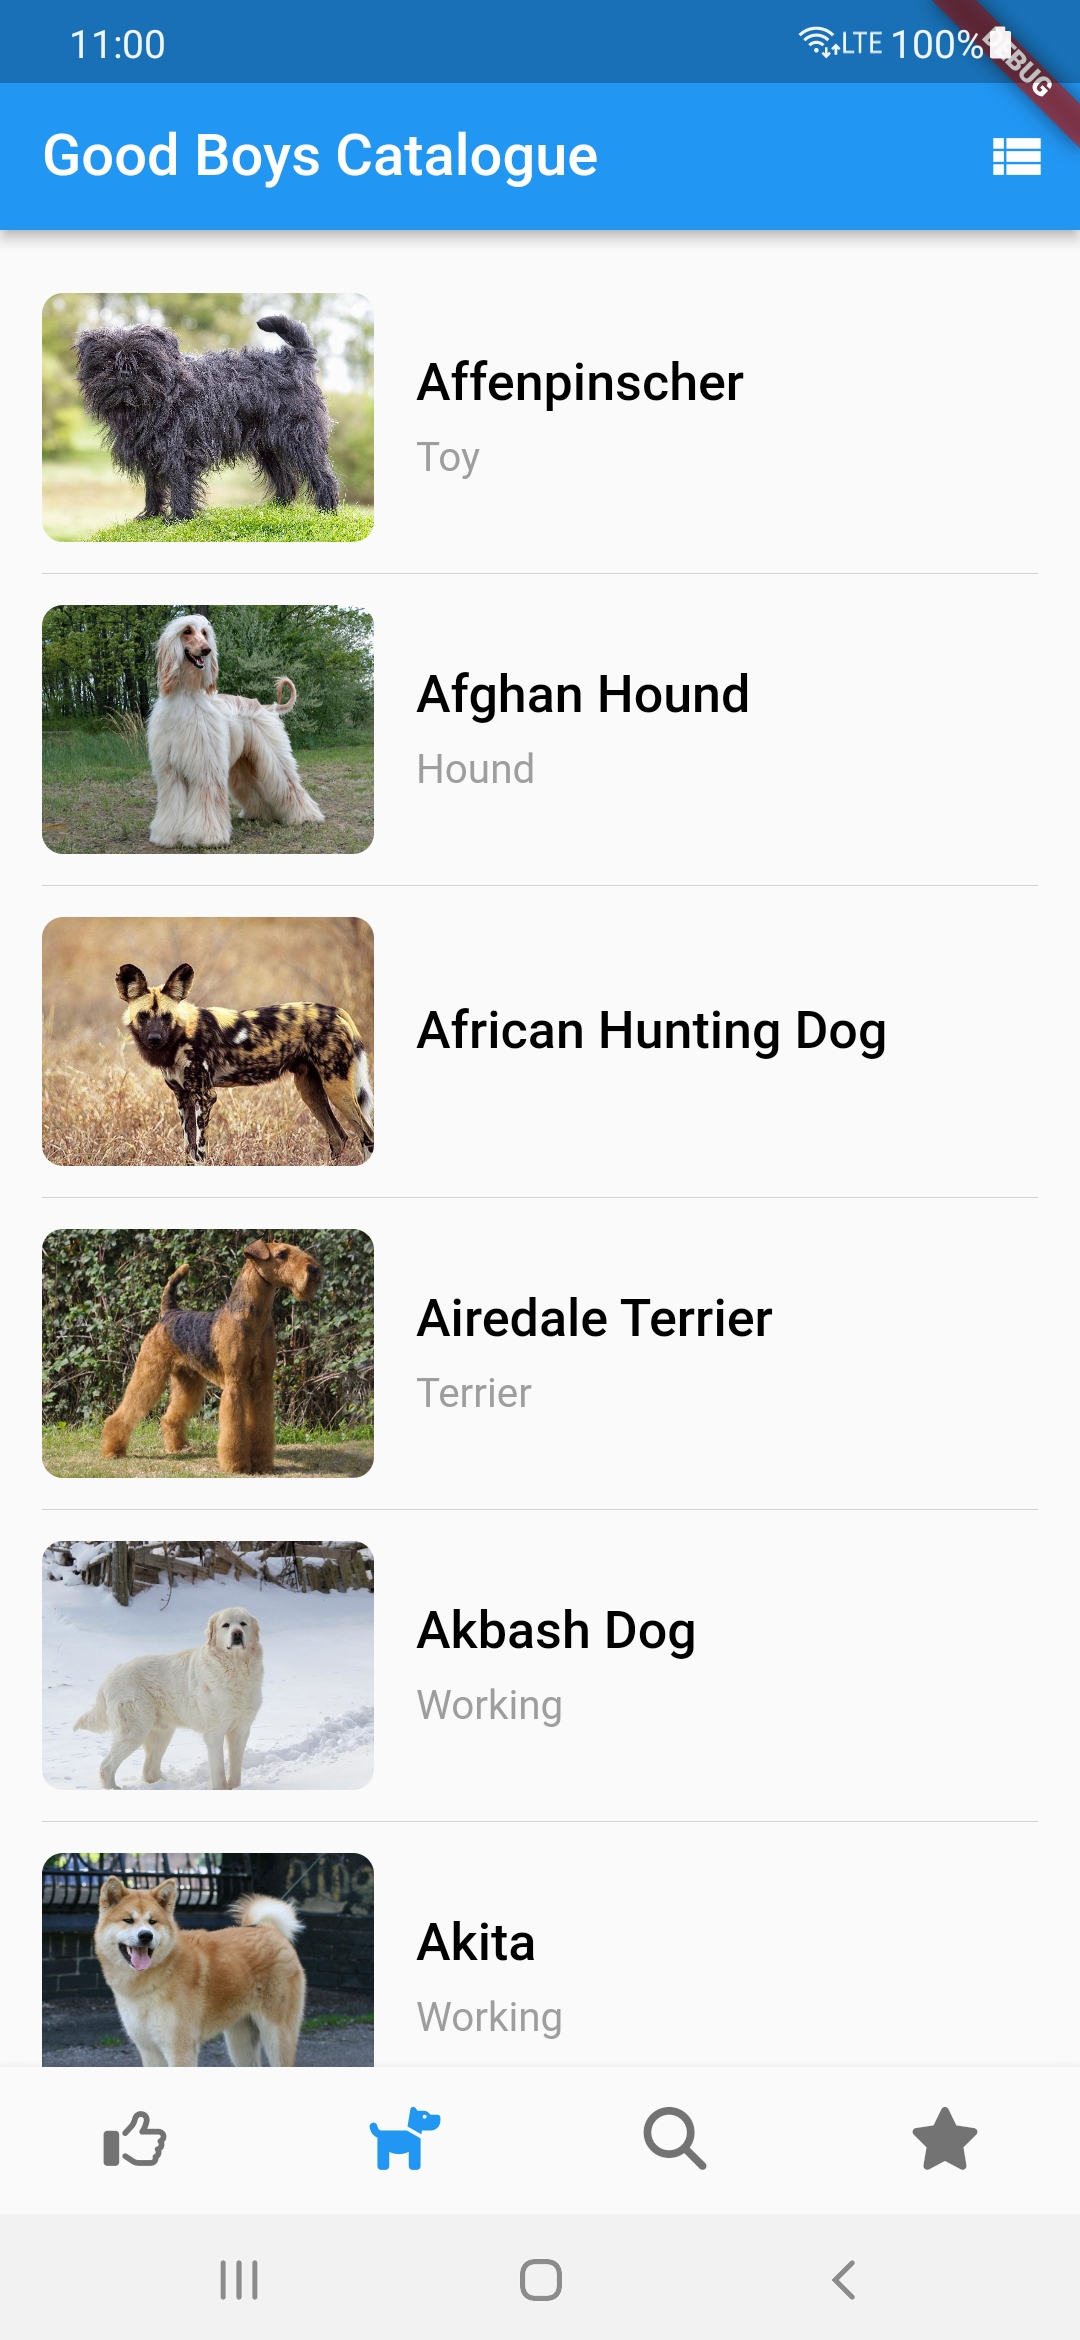 11:00 LTE 100%
DEBUG
Good Boys Catalogue
Affenpinscher
Toy
Afghan Hound
Hound
African Hunting Dog
Airedale Terrier
Terrier
Akbash Dog
Working
Akita
Working